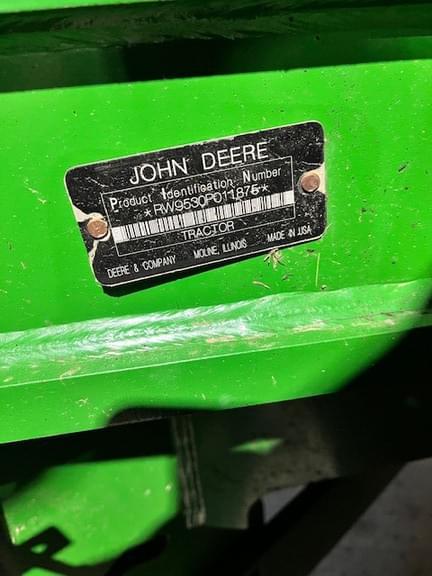 JOHN DEERE
Product Identification Number
*RW9530P011875*
TRACTOR
DEERE & COMPANY MOLINE, ILLINOIS MADE IN USA